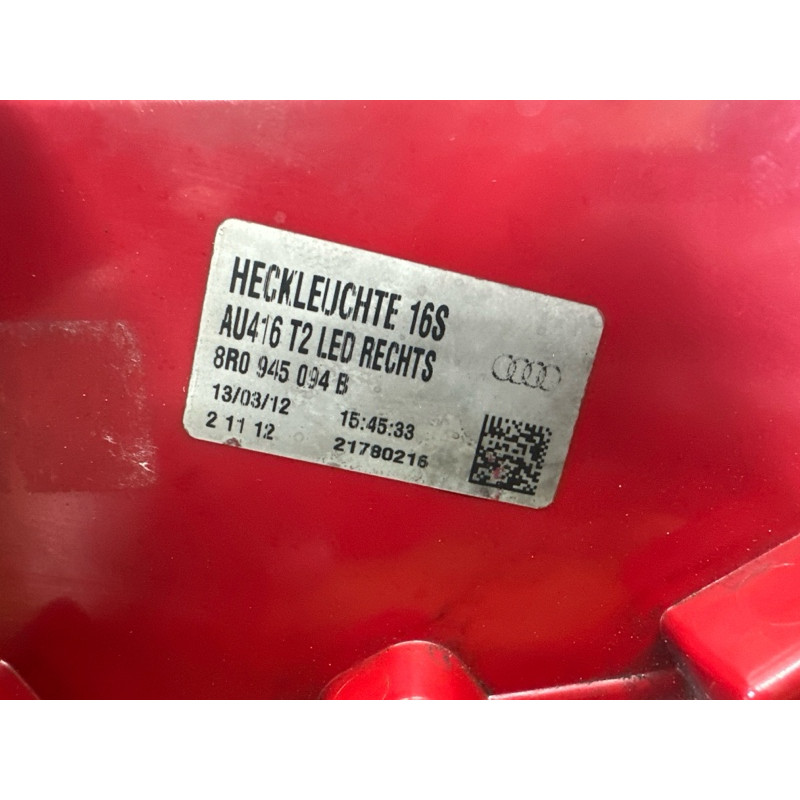 HECKLEUCHTE 16S
AU416 T2 LED RECHTS
8R0 945 094 B
13/03/12 15:45:33
2 11 12 21780216